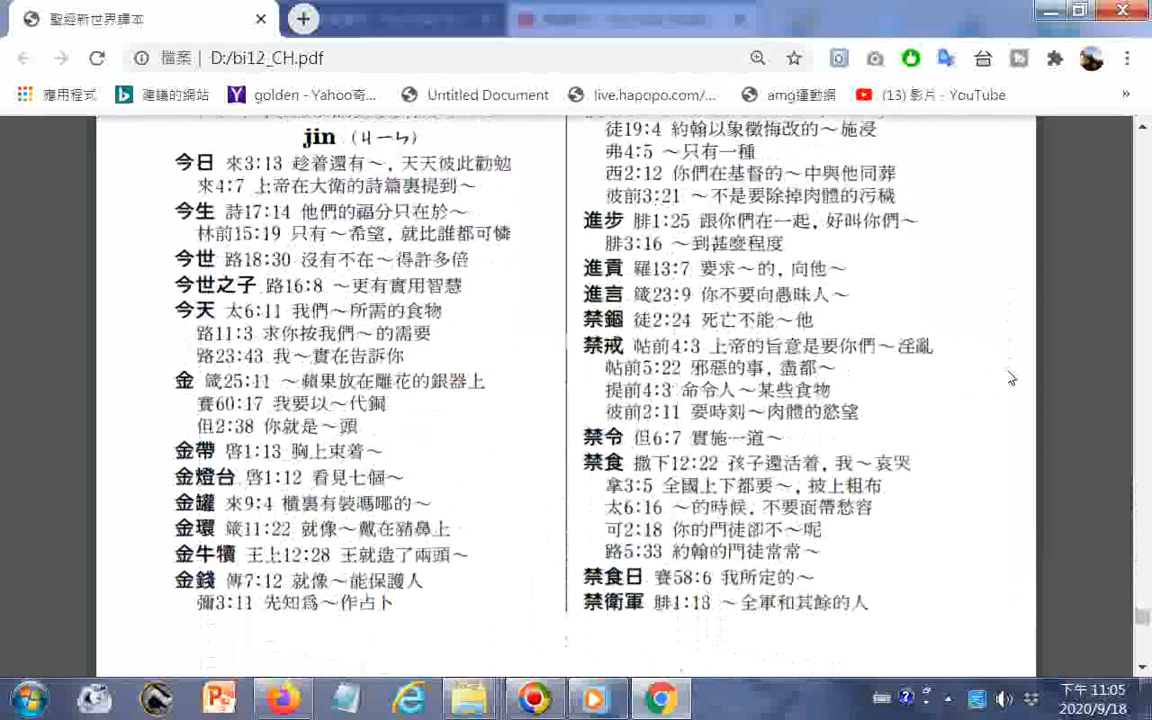 聖經新世界譯本
檔案 | D:/bi12_CH.pdf
應用程式 建議的網站 golden - Yahoo奇... Untitled Document live.hapopo.com/... amg運動網 (13) 影片 - YouTube »
jin (ㄐㄧㄣ)
今日 來3:13 趁着還有～, 天天彼此勸勉
來4:7 上帝在大衛的詩篇裏提到～
今生 詩17:14 他們的福分只在於～
林前15:19 只有～希望, 就比誰都可憐
今世 路18:30 沒有不在～得許多倍
今世之子 路16:8 ～更有實用智慧
今天 太6:11 我們～所需的食物
路11:3 求你按我們～的需要
路23:43 我～實在告訴你
金 箴25:11 ～蘋果放在雕花的銀器上
賽60:17 我要以～代銅
但2:38 你就是～頭
金帶 啓1:13 胸上束着～
金燈台 啓1:12 看見七個～
金罐 來9:4 櫃裏有裝嗎哪的～
金環 箴11:22 就像～戴在豬鼻上
金牛犢 王上12:28 王就造了兩頭～
金錢 傳7:12 就像～能保護人
彌3:11 先知爲～作占卜
徒19:4 約翰以象徵悔改的～施浸
弗4:5 ～只有一種
西2:12 你們在基督的～中與他同葬
彼前3:21 ～不是要除掉肉體的污穢
進步 腓1:25 跟你們在一起, 好叫你們～
腓3:16 ～到甚麼程度
進貢 羅13:7 要求～的, 向他～
進言 箴23:9 你不要向愚昧人～
禁錮 徒2:24 死亡不能～他
禁戒 帖前4:3 上帝的旨意是要你們～淫亂
帖前5:22 邪惡的事, 盡都～
提前4:3 命令人～某些食物
彼前2:11 要時刻～肉體的慾望
禁令 但6:7 實施一道～
禁食 撒下12:22 孩子還活着, 我～哀哭
拿3:5 全國上下都要～, 披上粗布
太6:16 ～的時候, 不要面帶愁容
可2:18 你的門徒卻不～呢
路5:33 約翰的門徒常常～
禁食日 賽58:6 我所定的～
禁衛軍 腓1:13 ～全軍和其餘的人
下午 11:05
2020/9/18